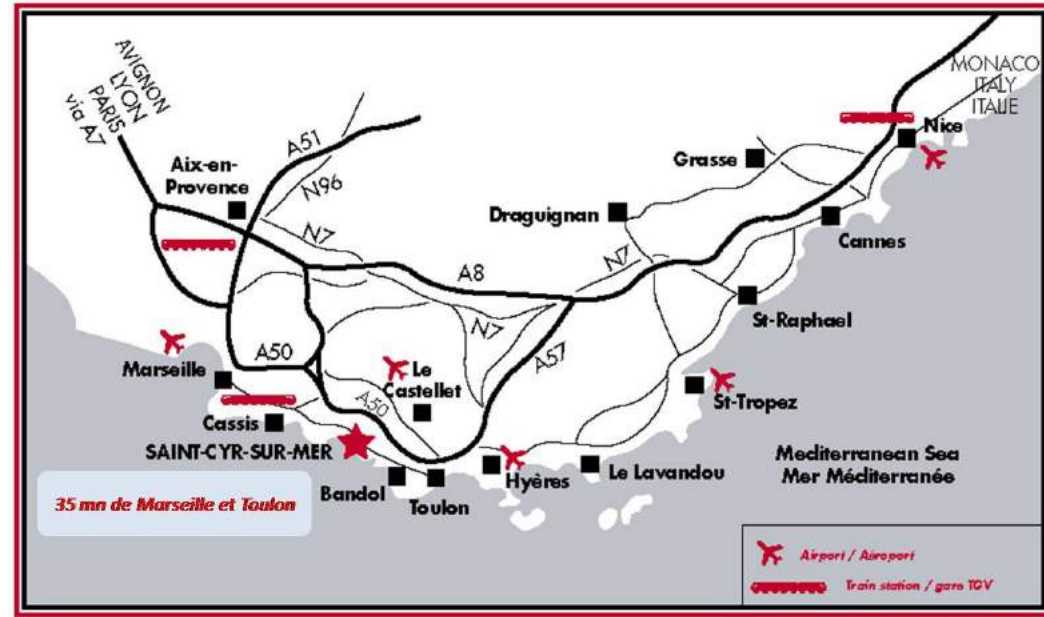 AVIGNON
LYON
PARIS
via A7
MONACO
ITALY
ITALIE
A51
Nice
Aix-en-
Provence
N96
Grasse
Draguignan
N7
Cannes
A8
N7
St-Raphael
N7
A50
A57
Marseille
Le
Castellet
A50
St-Tropez
Cassis
SAINT-CYR-SUR-MER
Mediterranean Sea
Mer Méditerranée
Le Lavandou
Hyères
Bandol
Toulon
35 mn de Marseille et Toulon
Airport / Aéroport
Train station / gare TGV